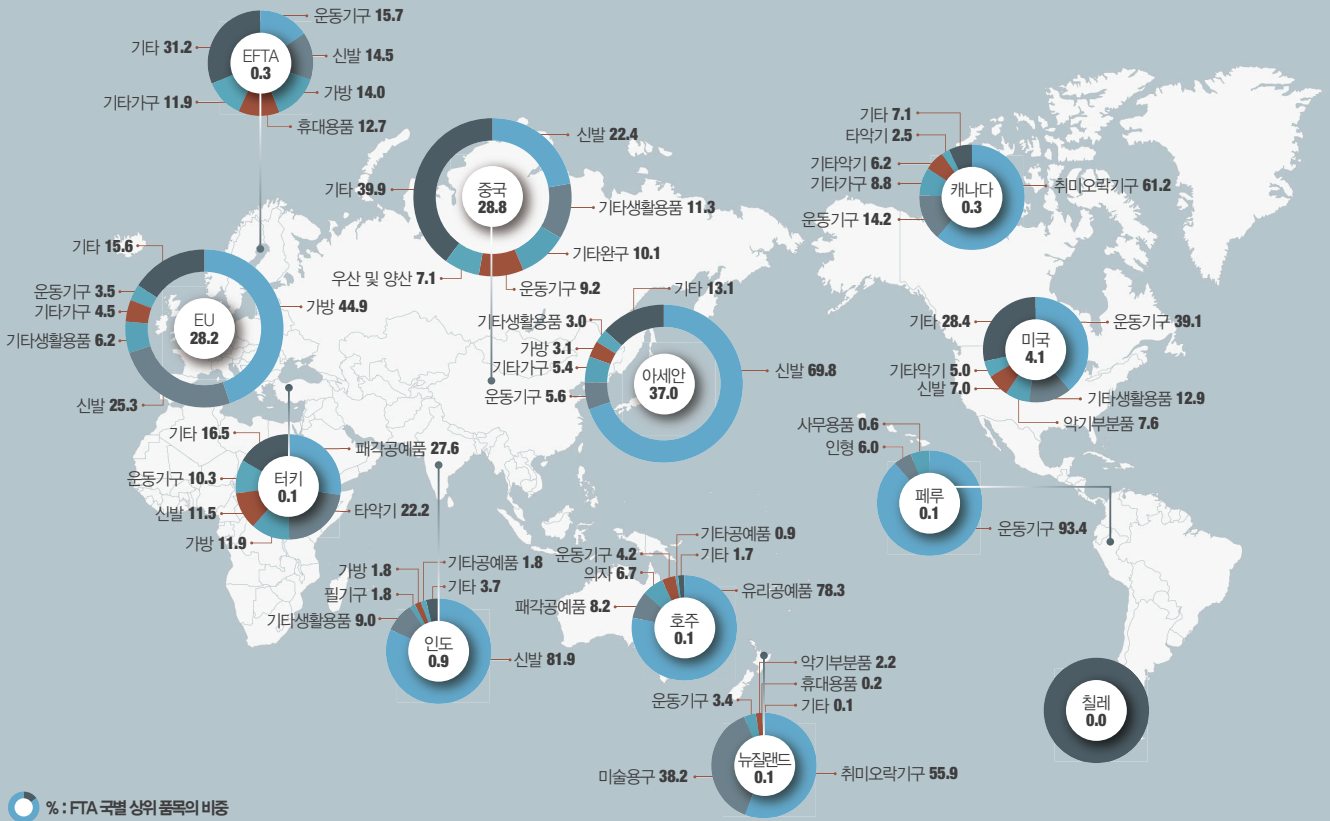 EFTA
0.3
운동기구 15.7
신발 14.5
가방 14.0
휴대용품 12.7
기타가구 11.9
기타 31.2
중국
28.8
신발 22.4
기타생활용품 11.3
기타완구 10.1
운동기구 9.2
우산 및 양산 7.1
기타 39.9
캐나다
0.3
취미오락기구 61.2
운동기구 14.2
기타가구 8.8
기타악기 6.2
타악기 2.5
기타 7.1
EU
28.2
가방 44.9
신발 25.3
기타생활용품 6.2
기타가구 4.5
운동기구 3.5
기타 15.6
아세안
37.0
신발 69.8
운동기구 5.6
기타가구 5.4
가방 3.1
기타생활용품 3.0
기타 13.1
미국
4.1
운동기구 39.1
기타생활용품 12.9
악기부분품 7.6
신발 7.0
기타악기 5.0
기타 28.4
터키
0.1
패각공예품 27.6
타악기 22.2
가방 11.9
신발 11.5
운동기구 10.3
기타 16.5
페루
0.1
운동기구 93.4
인형 6.0
사무용품 0.6
인도
0.9
신발 81.9
기타생활용품 9.0
필기구 1.8
가방 1.8
기타공예품 1.8
기타 3.7
호주
0.1
유리공예품 78.3
패각공예품 8.2
의자 6.7
운동기구 4.2
기타공예품 0.9
기타 1.7
뉴질랜드
0.1
취미오락기구 55.9
미술용구 38.2
운동기구 3.4
악기부분품 2.2
휴대용품 0.2
기타 0.1
칠레
0.0
% : FTA 국별 상위 품목의 비중